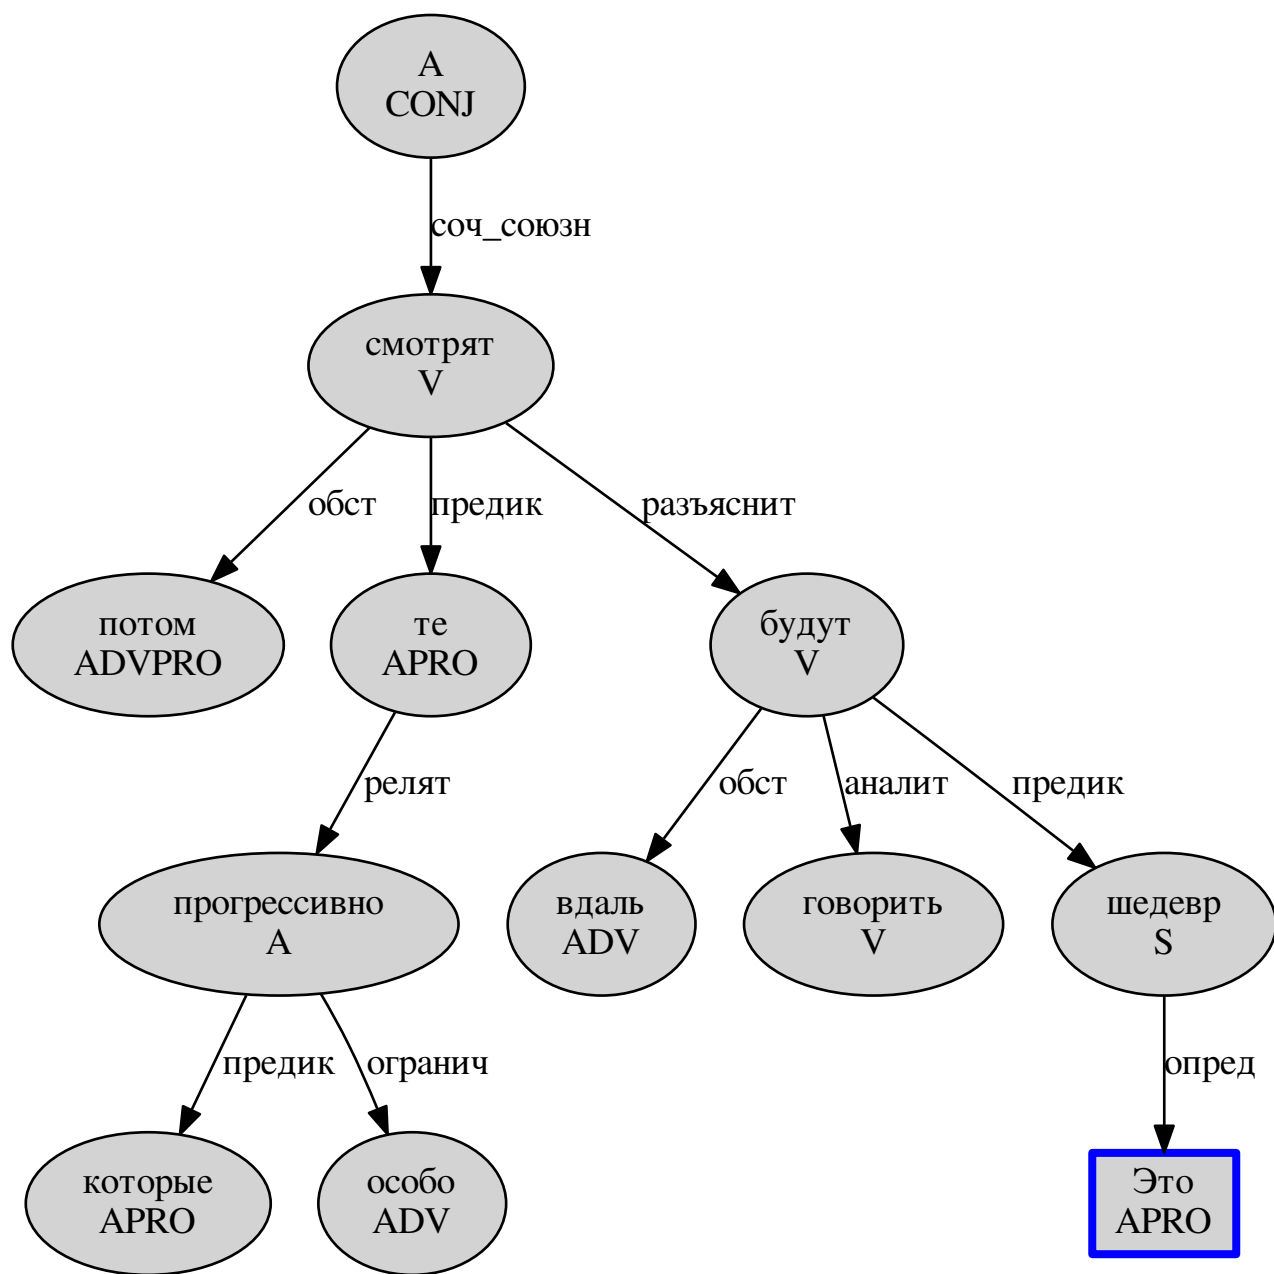 А
CONJ
соч_союзн
смотрят
V
обст
предик
разъяснит
потом
ADVPRO
те
APRO
будут
V
релят
обст
аналит
предик
прогрессивно
A
вдаль
ADV
говорить
V
шедевр
S
предик
огранич
опред
которые
APRO
особо
ADV
Это
APRO